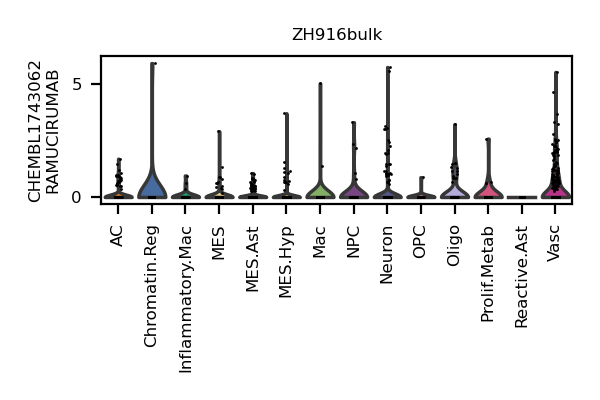 ZH916bulk
CHEMBL1743062
RAMUCIRUMAB
5
0
AC
Chromatin.Reg
Inflammatory.Mac
MES
MES.Ast
MES.Hyp
Mac
NPC
Neuron
OPC
Oligo
Prolif.Metab
Reactive.Ast
Vasc